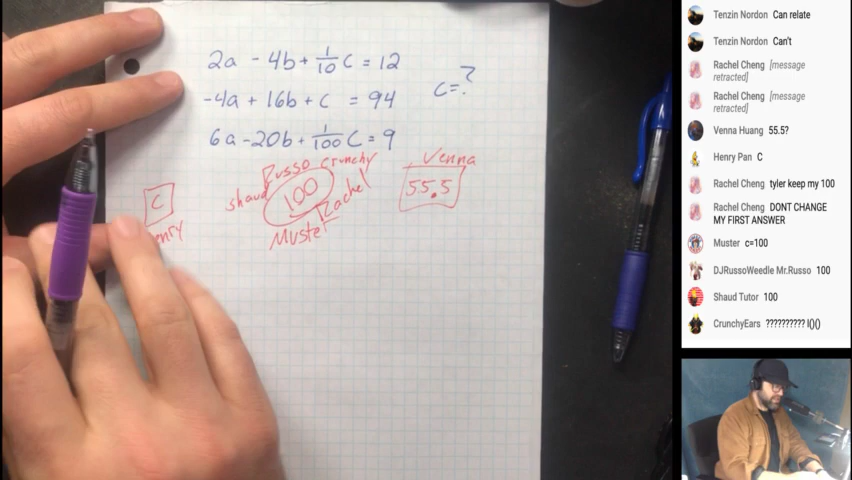 2a - 4b + 1/10 c = 12
c=?
-4a + 16b + c = 94
6a - 20b + 1/100 c = 9
Russo crunchy
Venna
shaud
100
55.5
Rachel
C
Muster
Tenzin Nordon Can relate
Tenzin Nordon Can't
Rachel Cheng [message
retracted]
Rachel Cheng [message
retracted]
Venna Huang 55.5?
Henry Pan C
Rachel Cheng tyler keep my 100
Rachel Cheng DONT CHANGE
MY FIRST ANSWER
Muster c=100
DJRussoWeedle Mr.Russo 100
Shaud Tutor 100
CrunchyEars ?????????? I()()